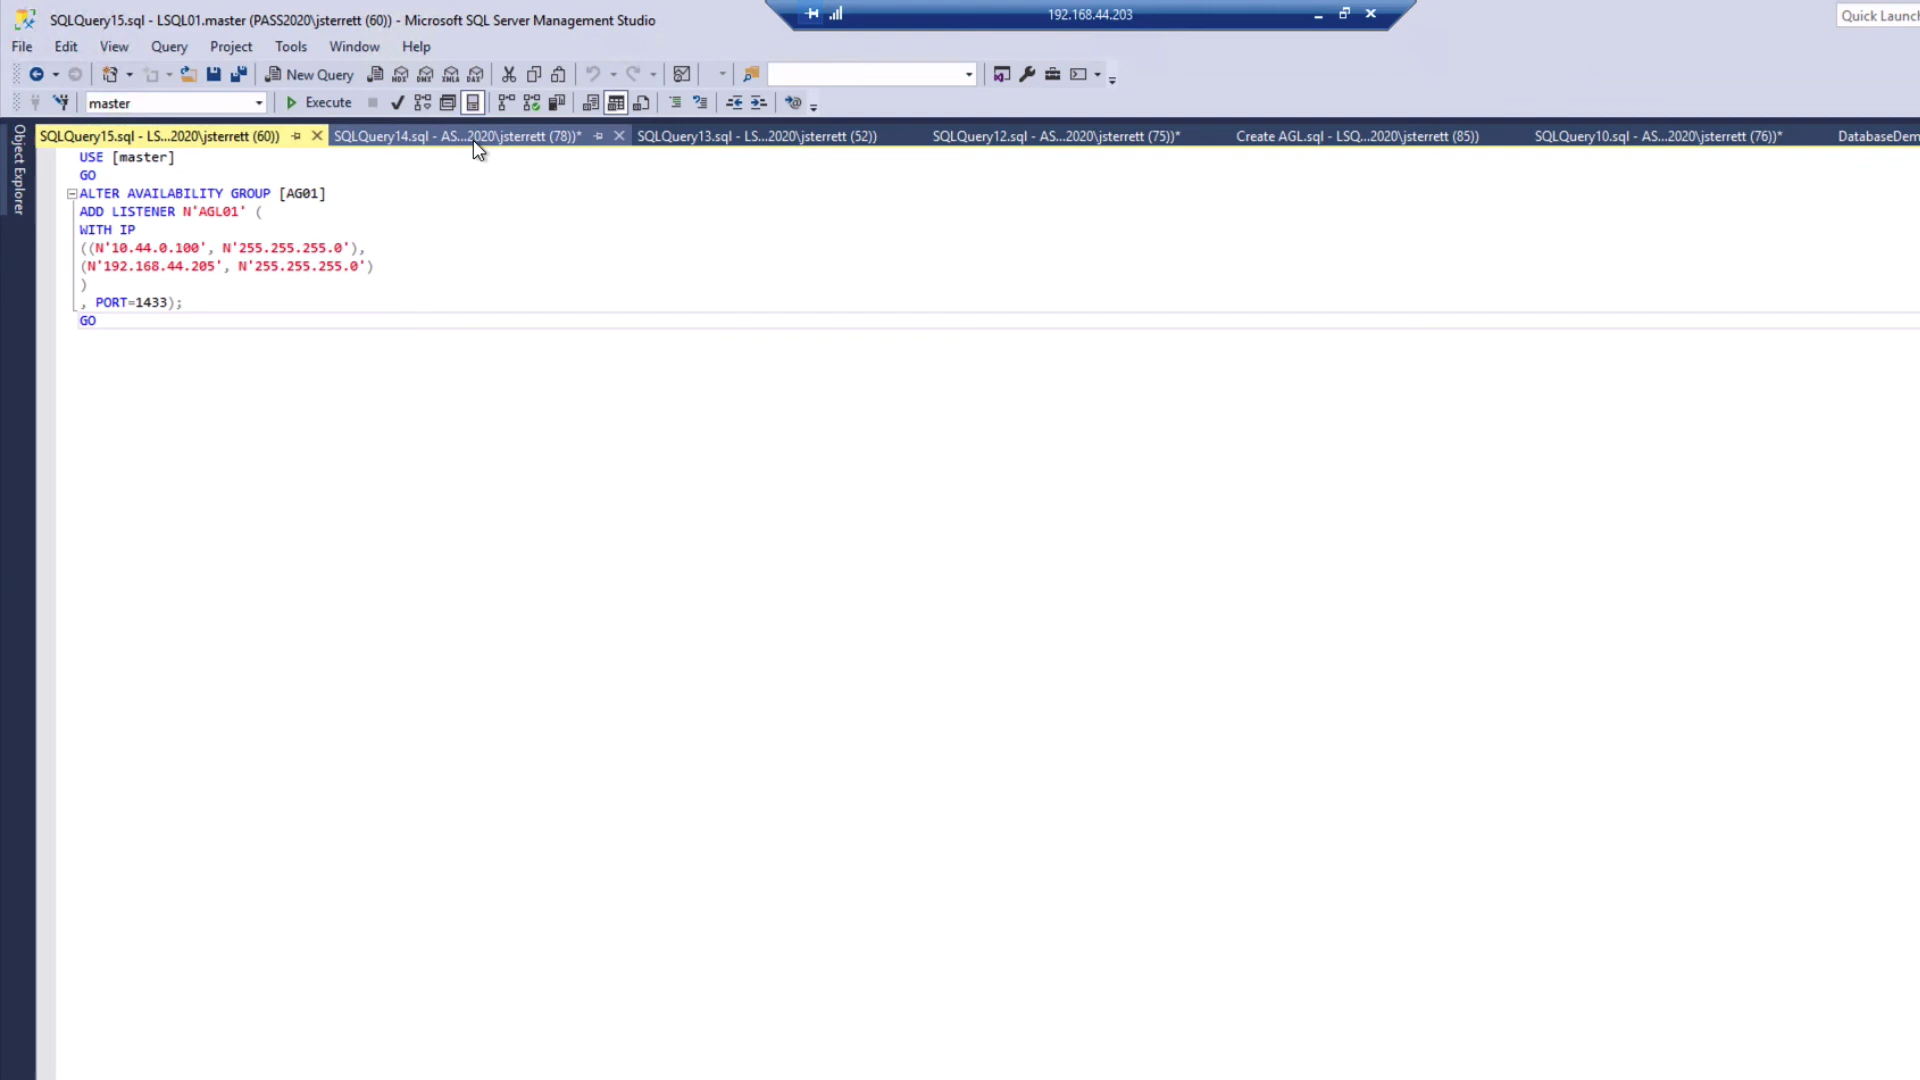 SQLQuery15.sql - LSQL01.master (PASS2020\jsterrett (60)) - Microsoft SQL Server Management Studio
192.168.44.203
Quick Launch
File Edit View Query Project Tools Window Help
New Query
MDX DMX XMLA DAX
master
Execute
Object Explorer
SQLQuery15.sql - LS...2020\jsterrett (60))
SQLQuery14.sql - AS...2020\jsterrett (78))*
SQLQuery13.sql - LS...2020\jsterrett (52))
SQLQuery12.sql - AS...2020\jsterrett (75))*
Create AGL.sql - LSQ...2020\jsterrett (85))
SQLQuery10.sql - AS...2020\jsterrett (76))*
DatabaseDem
USE [master]
GO
ALTER AVAILABILITY GROUP [AG01]
ADD LISTENER N'AGL01' (
WITH IP
((N'10.44.0.100', N'255.255.255.0'),
(N'192.168.44.205', N'255.255.255.0')
)
, PORT=1433);
GO